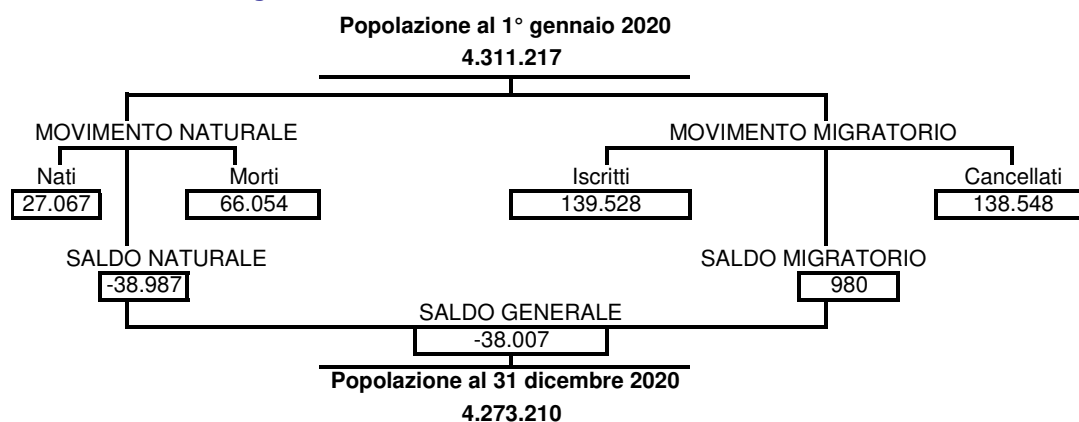 Popolazione al 1° gennaio 2020
4.311.217
MOVIMENTO NATURALE
MOVIMENTO MIGRATORIO
Nati
Morti
Iscritti
Cancellati
27.067
66.054
139.528
138.548
SALDO NATURALE
SALDO MIGRATORIO
-38.987
980
SALDO GENERALE
-38.007
Popolazione al 31 dicembre 2020
4.273.210